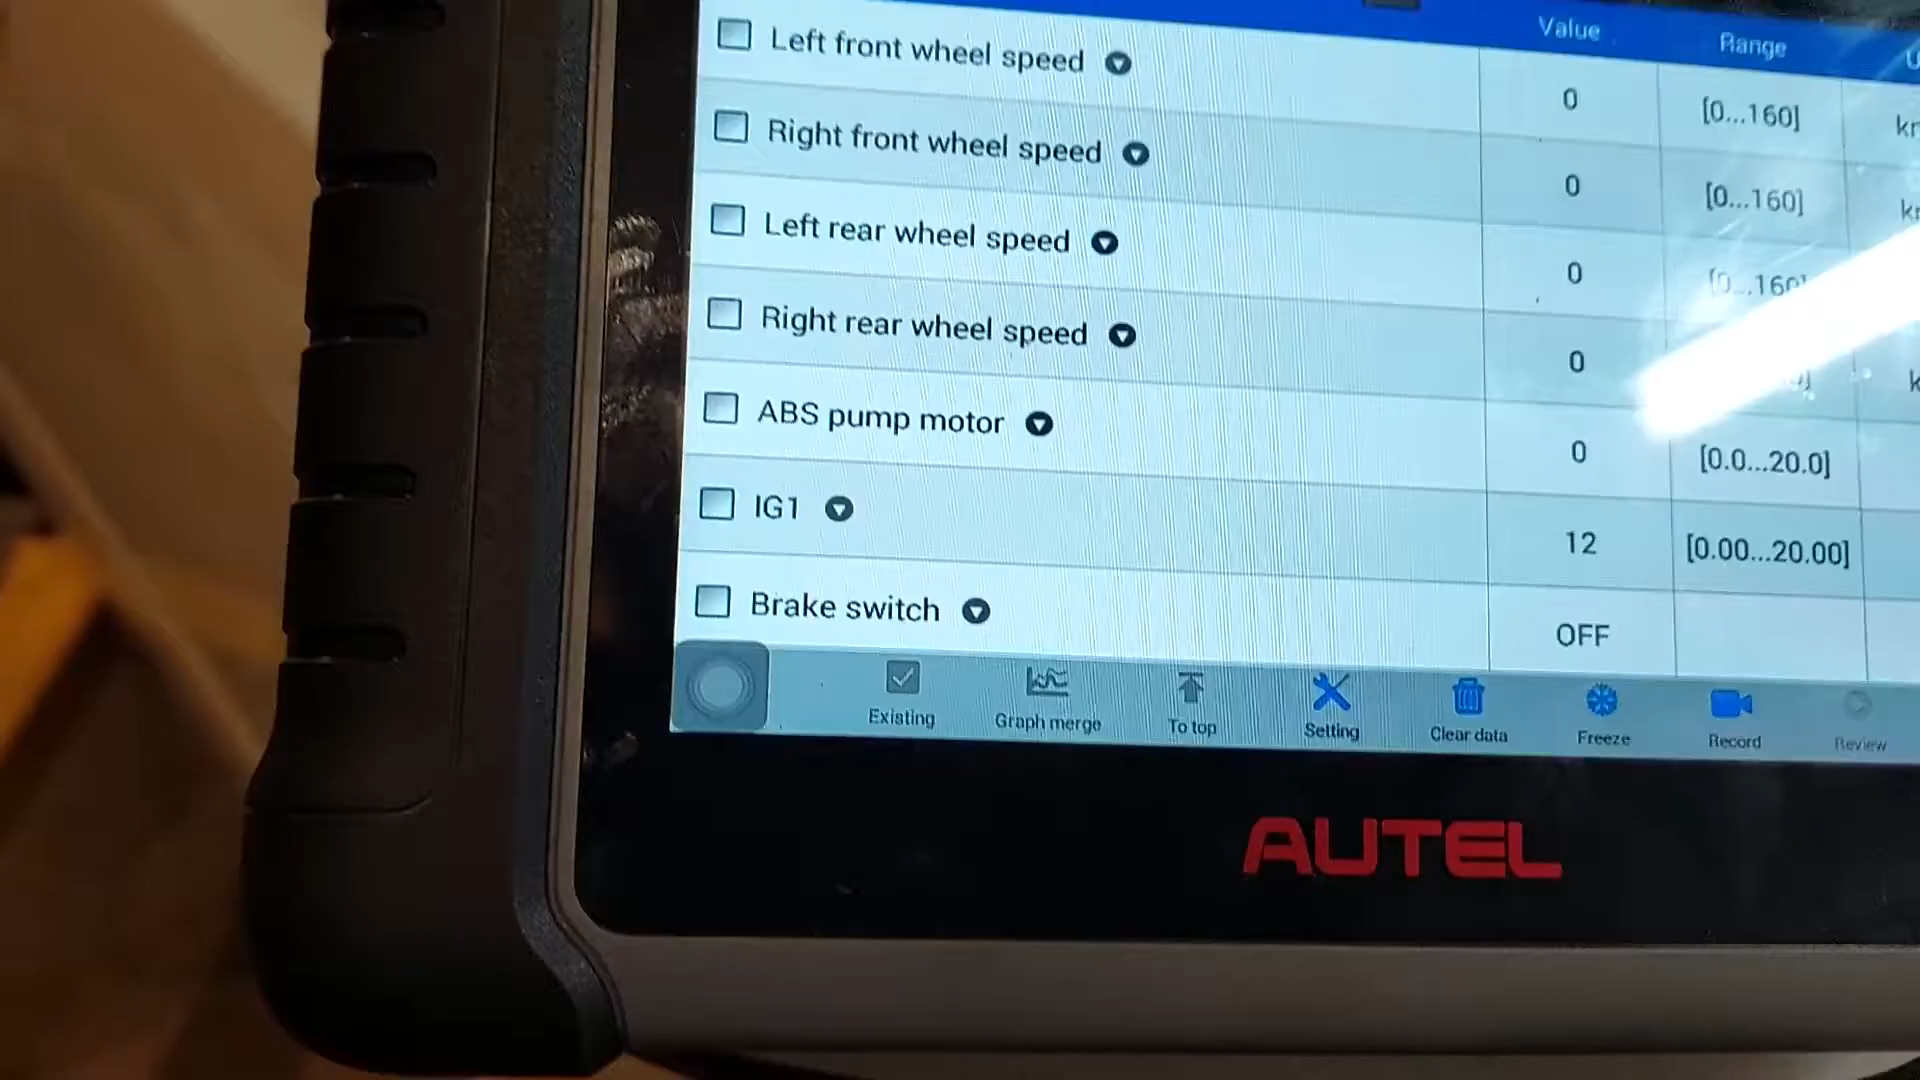 Value Range
Left front wheel speed 0 [0...160]
Right front wheel speed 0 [0...160]
Left rear wheel speed 0
Right rear wheel speed 0
ABS pump motor 0 [0.0...20.0]
IG1 12 [0.00...20.00]
Brake switch OFF
Existing Graph merge To top Setting Clear data Freeze Record Review
AUTEL